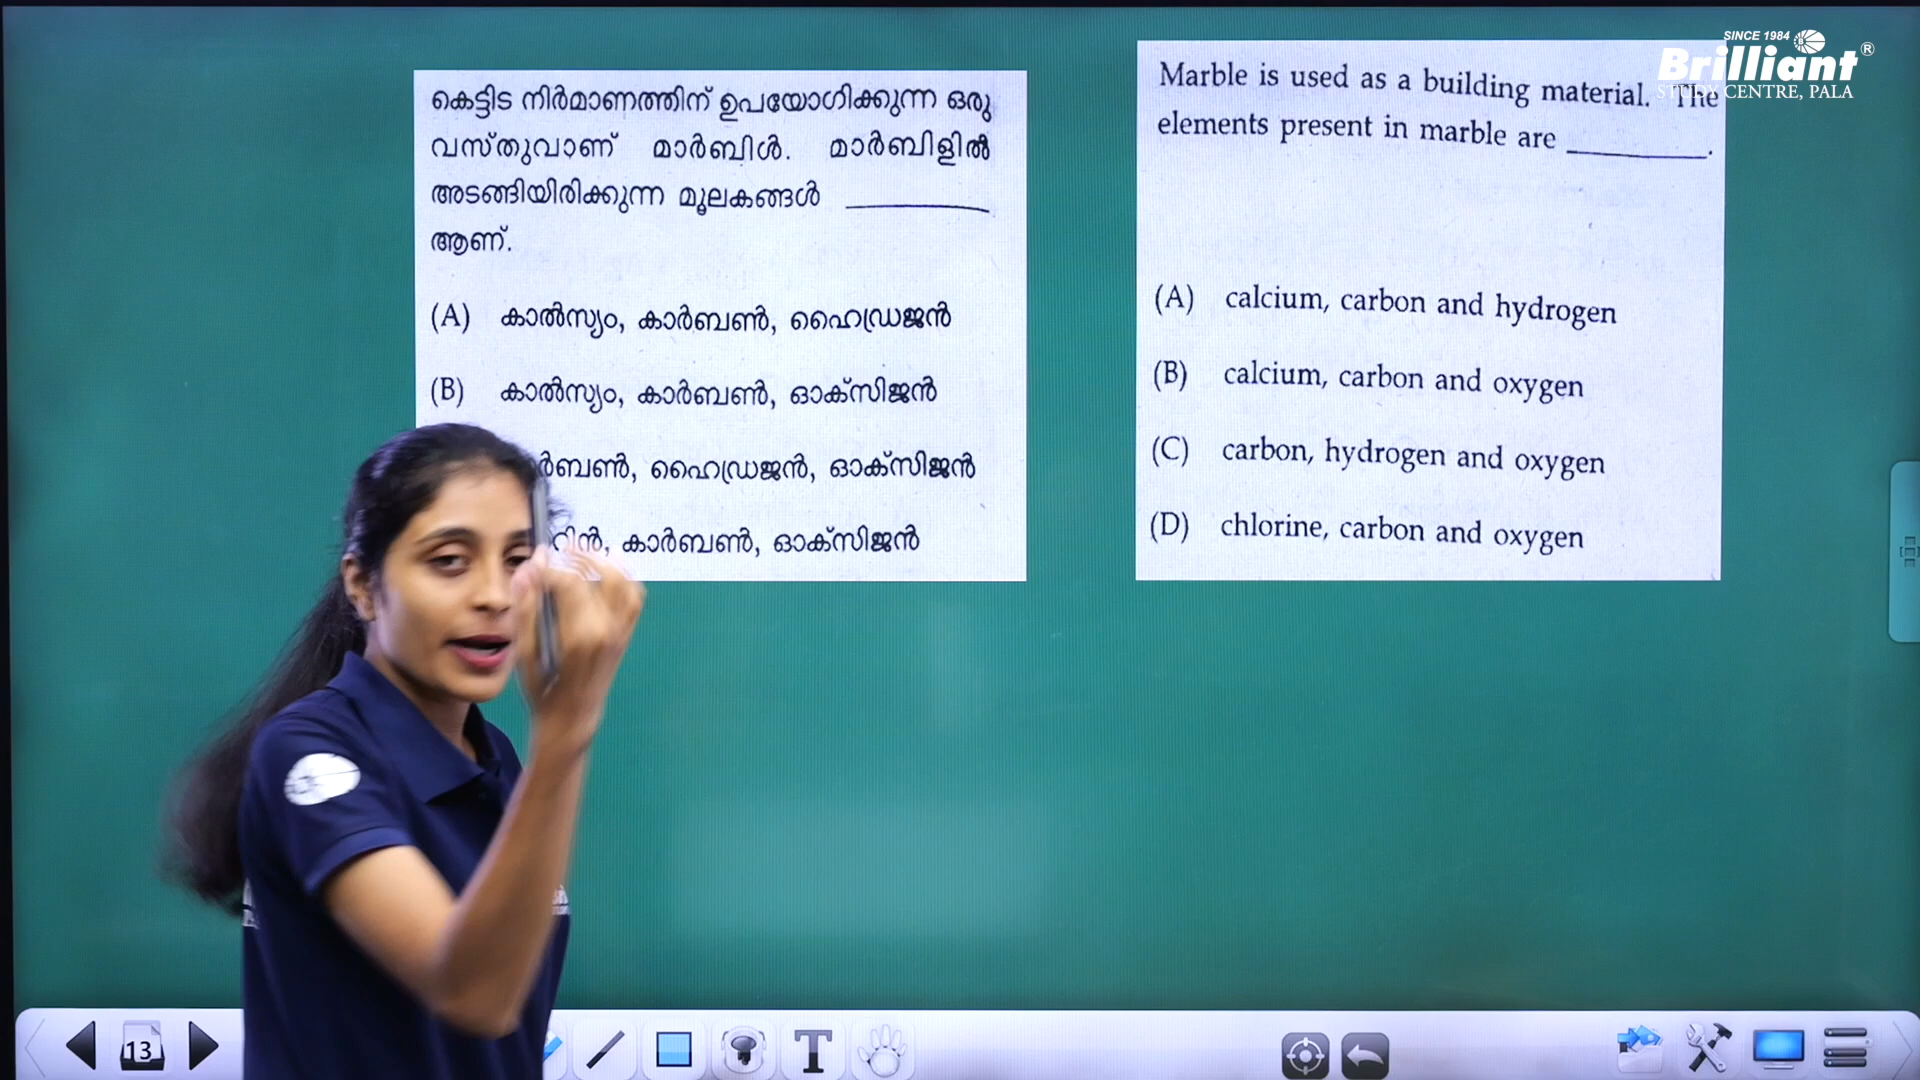 കെട്ടിട നിർമാണത്തിന് ഉപയോഗിക്കുന്ന ഒരു
വസ്തുവാണ് മാർബിൾ. മാർബിളിൽ
അടങ്ങിയിരിക്കുന്ന മൂലകങ്ങൾ ________
ആണ്.
(A) കാൽസ്യം, കാർബൺ, ഹൈഡ്രജൻ
(B) കാൽസ്യം, കാർബൺ, ഓക്സിജൻ
ഹൈഡ്രജൻ, ഓക്സിജൻ
കാർബൺ, ഓക്സിജൻ
SINCE 1984
Brilliant ®
STUDY CENTRE, PALA
Marble is used as a building material. The
elements present in marble are ________.
(A) calcium, carbon and hydrogen
(B) calcium, carbon and oxygen
(C) carbon, hydrogen and oxygen
(D) chlorine, carbon and oxygen
13
T